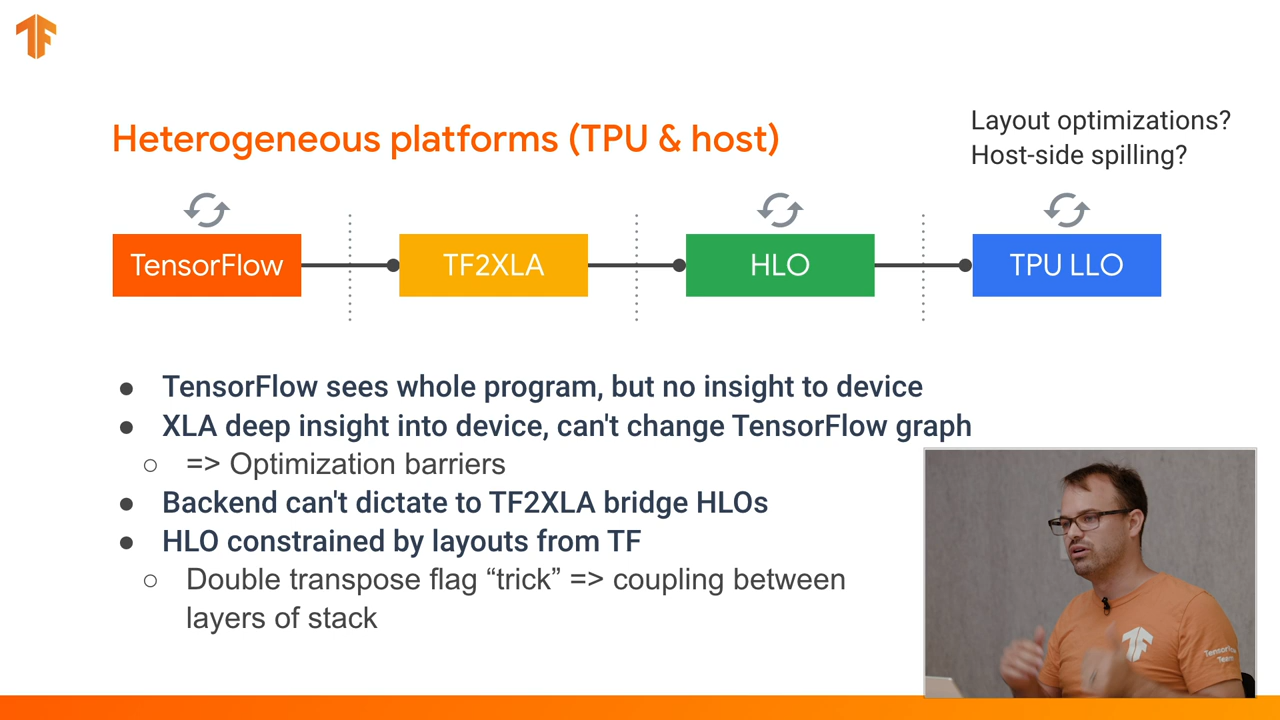 Heterogeneous platforms (TPU & host)
Layout optimizations?
Host-side spilling?
TensorFlow
TF2XLA
HLO
TPU LLO
● TensorFlow sees whole program, but no insight to device
● XLA deep insight into device, can't change TensorFlow graph
○ => Optimization barriers
● Backend can't dictate to TF2XLA bridge HLOs
● HLO constrained by layouts from TF
○ Double transpose flag “trick” => coupling between
layers of stack
TensorFlow
Team